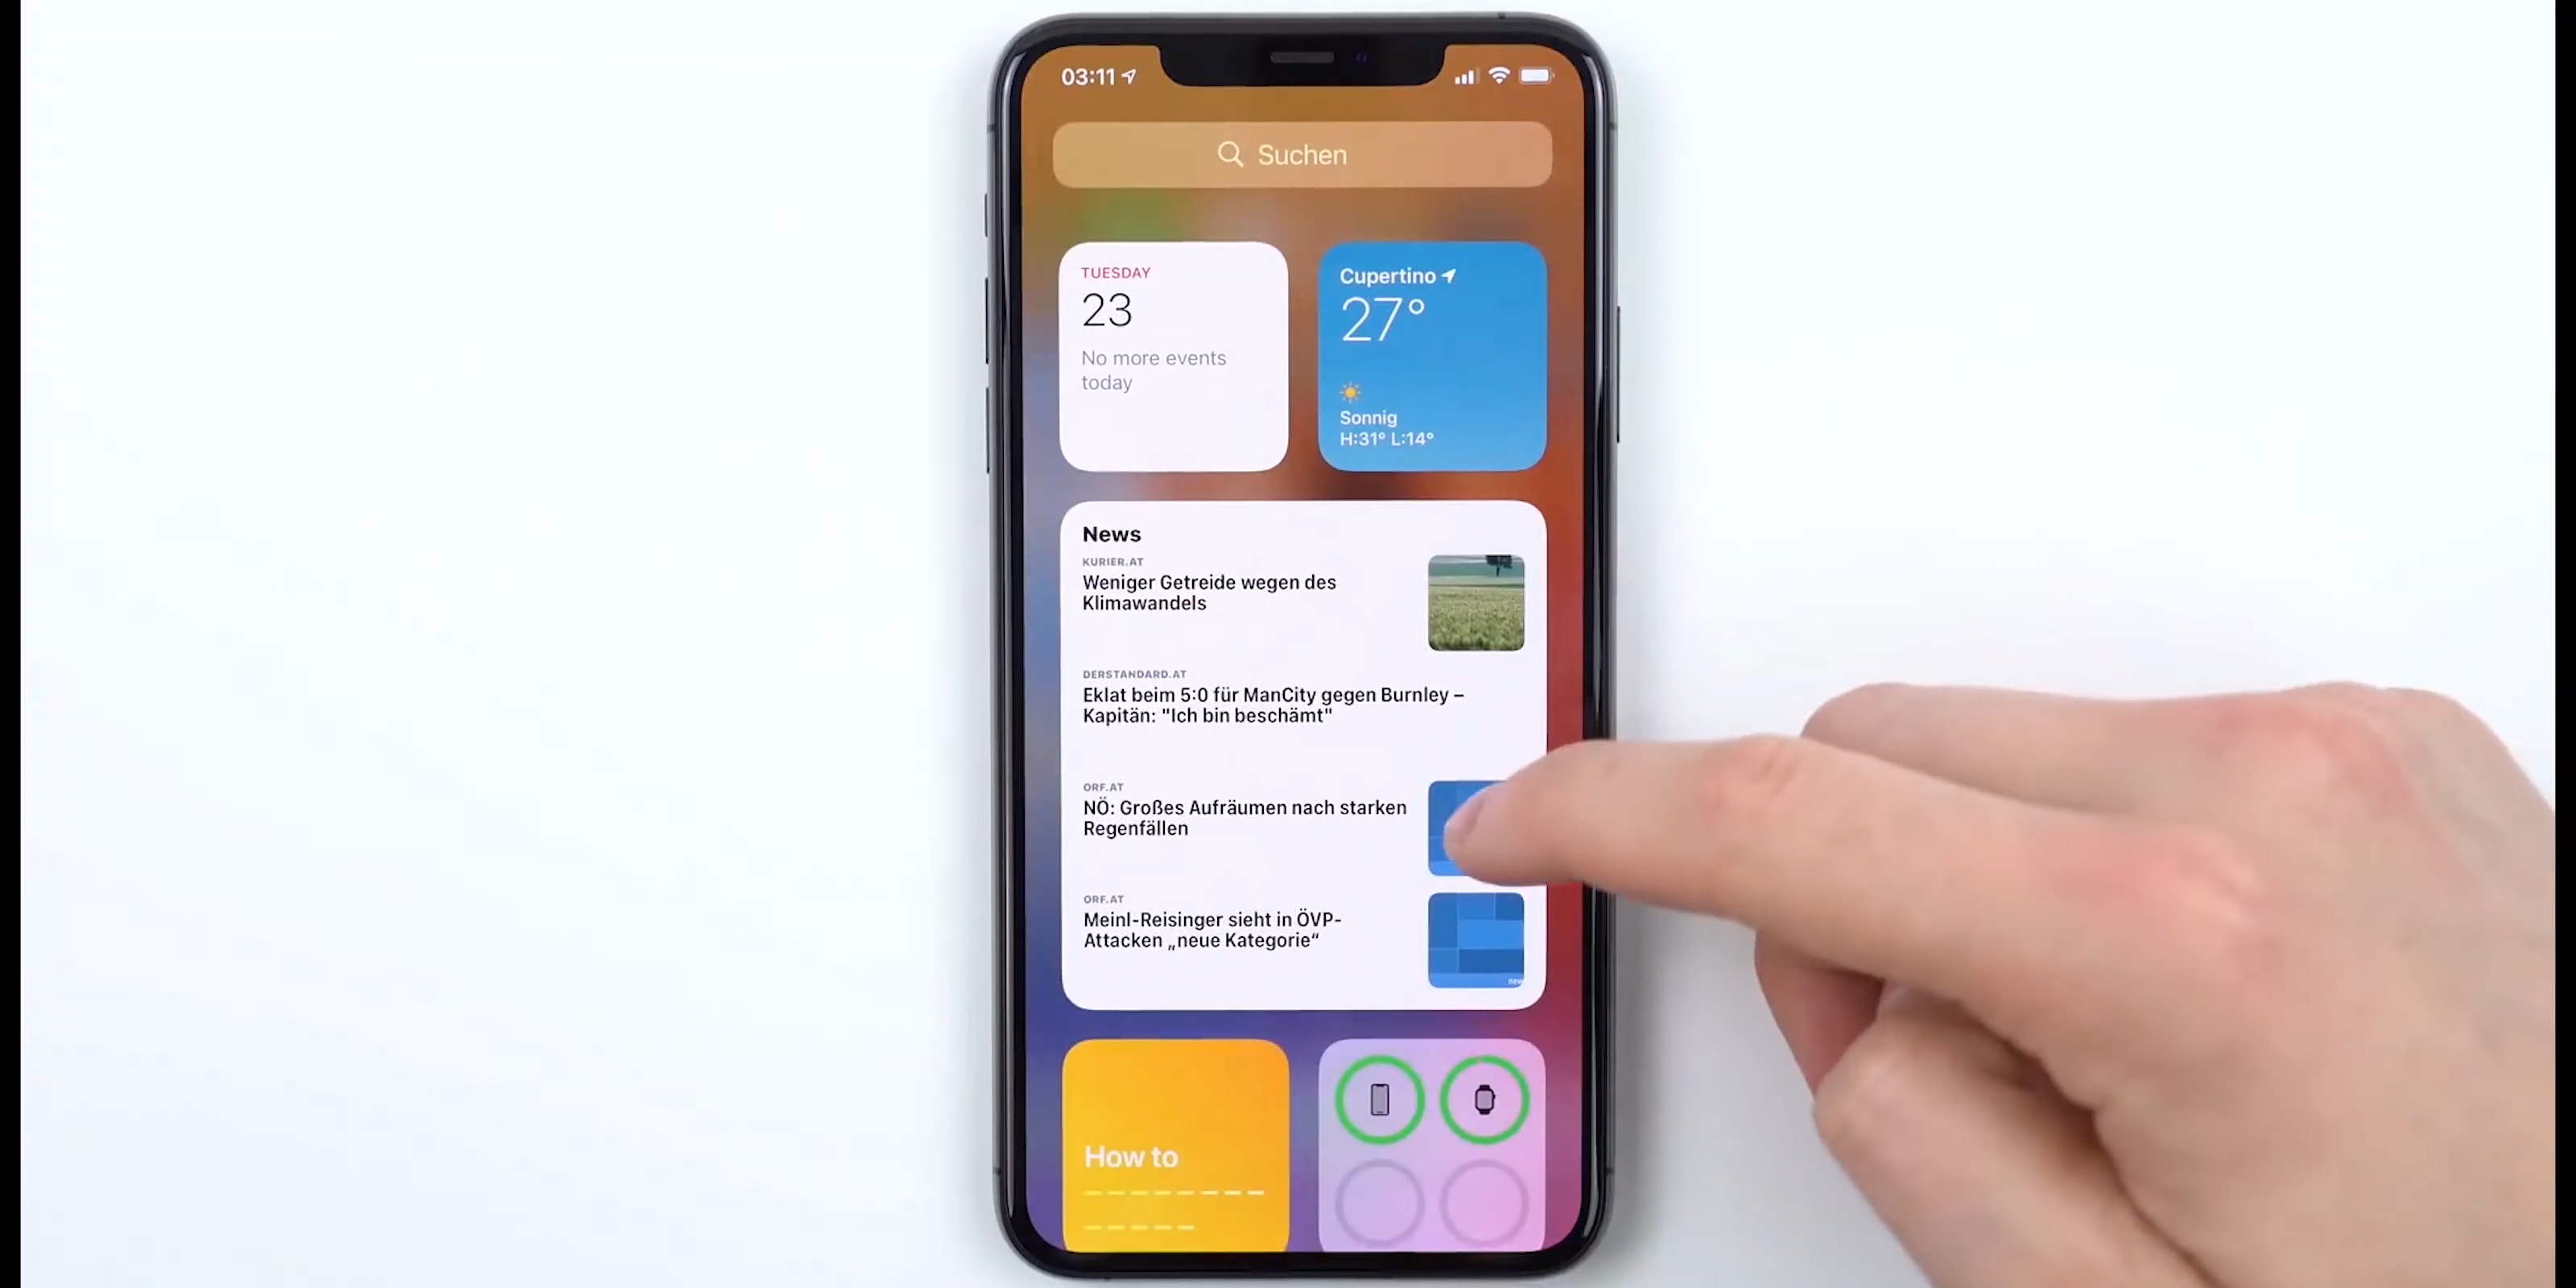 03:11
Suchen
TUESDAY
23
No more events
today
Cupertino
27°
Sonnig
H:31° L:14°
News
KURIER.AT
Weniger Getreide wegen des
Klimawandels
DERSTANDARD.AT
Eklat beim 5:0 für ManCity gegen Burnley –
Kapitän: "Ich bin beschämt"
ORF.AT
NÖ: Großes Aufräumen nach starken
Regenfällen
ORF.AT
Meinl-Reisinger sieht in ÖVP-
Attacken „neue Kategorie“
How to